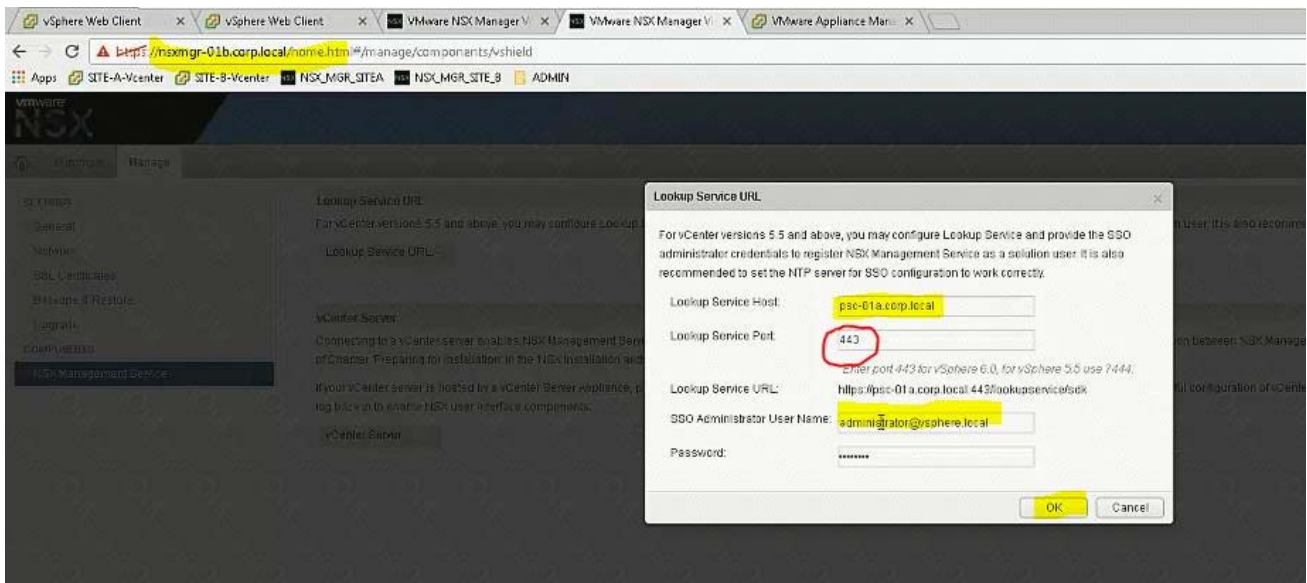 vSphere Web Client
vSphere Web Client
VMware NSX Manager V
VMware NSX Manager Vi
VMware Appliance Man
https://nsxmgr-01b.corp.local/home.html#/manage/components/vshield
Apps SITE-A-Vcenter SITE-B-Vcenter NSX_MGR_SITEA NSX_MGR_SITE_B ADMIN
vmware
NSX
Summary Manage
SETTINGS
General
Network
SSL Certificates
Backups & Restore
Upgrade
COMPONENTS
NSX Management Service
Lookup Service URL
For vCenter versions 5.5 and above, you may configure Lookup
n user. It is also recomme
Lookup Service URL
vCenter Server
Connecting to a vCenter server enables NSX Management Serv
on between NSX Manage
of Chapter 'Preparing for Installation' in the NSX Installation and
If your vCenter server is hosted by a vCenter Server Appliance, p
ful configuration of vCente
log back in to enable NSX user interface components.
vCenter Server
Lookup Service URL
For vCenter versions 5.5 and above, you may configure Lookup Service and provide the SSO
administrator credentials to register NSX Management Service as a solution user. It is also
recommended to set the NTP server for SSO configuration to work correctly.
Lookup Service Host: psc-01a.corp.local
Lookup Service Port: 443
Enter port 443 for vSphere 6.0, for vSphere 5.5 use 7444.
Lookup Service URL: https://psc-01a.corp.local:443/lookupservice/sdk
SSO Administrator User Name: administrator@vsphere.local
Password: ••••••••
OK Cancel